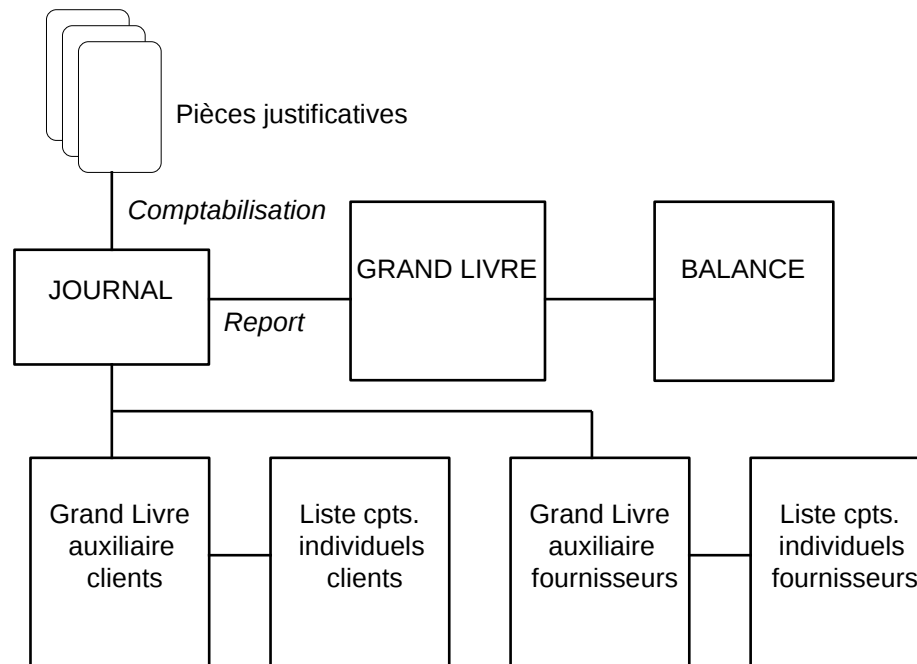 Pièces justificatives
Comptabilisation
JOURNAL
Report
GRAND LIVRE
BALANCE
Grand Livre
auxiliaire
clients
Liste cpts.
individuels
clients
Grand Livre
auxiliaire
fournisseurs
Liste cpts.
individuels
fournisseurs